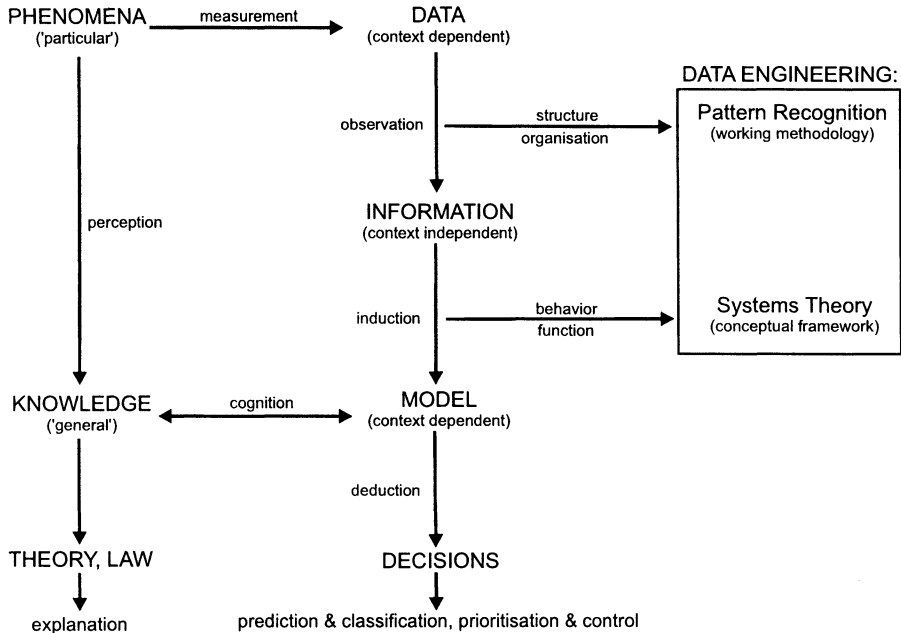 PHENOMENA
('particular')
measurement
DATA
(context dependent)
DATA ENGINEERING:
Pattern Recognition
(working methodology)
observation
structure
organisation
perception
INFORMATION
(context independent)
Systems Theory
(conceptual framework)
induction
behavior
function
KNOWLEDGE
('general')
cognition
MODEL
(context dependent)
deduction
THEORY, LAW
DECISIONS
explanation
prediction & classification, prioritisation & control